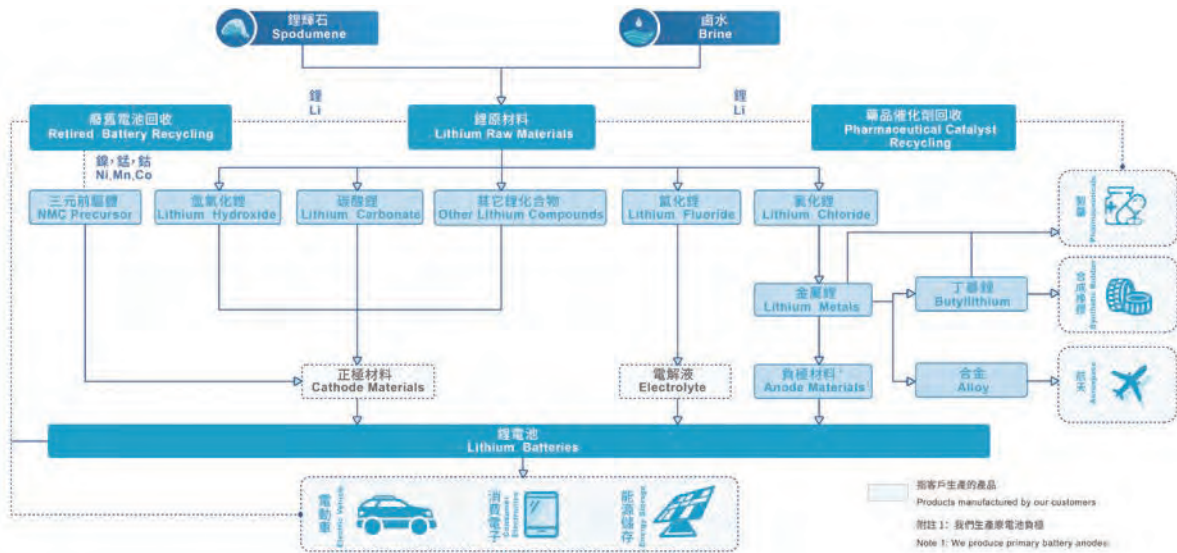 鋰輝石
Spodumene
鹵水
Brine
鋰
Li
鋰
Li
廢舊電池回收
Retired Battery Recycling
鋰原材料
Lithium Raw Materials
藥品催化劑回收
Pharmaceutical Catalyst
Recycling
鎳,錳,鈷
Ni,Mn,Co
三元前驅體
NMC Precursor
氫氧化鋰
Lithium Hydroxide
碳酸鋰
Lithium Carbonate
其它鋰化合物
Other Lithium Compounds
氟化鋰
Lithium Fluoride
氯化鋰
Lithium Chloride
製藥
Pharmaceuticals
金屬鋰
Lithium Metals
丁基鋰
Butyllithium
合成橡膠
Synthetic Rubber
正極材料
Cathode Materials
電解液
Electrolyte
負極材料¹
Anode Materials
合金
Alloy
航天
Aerospace
鋰電池
Lithium Batteries
電動車
Electric Vehicle
消費電子
Consumer
Electronics
能源儲存
Energy Storage
指客戶生產的產品
Products manufactured by our customers
附註 1: 我們生產原電池負極
Note 1: We produce primary battery anodes.